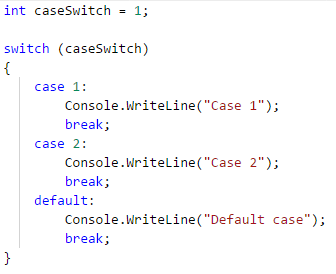 int caseSwitch = 1;

switch (caseSwitch)
{
    case 1:
        Console.WriteLine("Case 1");
        break;
    case 2:
        Console.WriteLine("Case 2");
        break;
    default:
        Console.WriteLine("Default case");
        break;
}